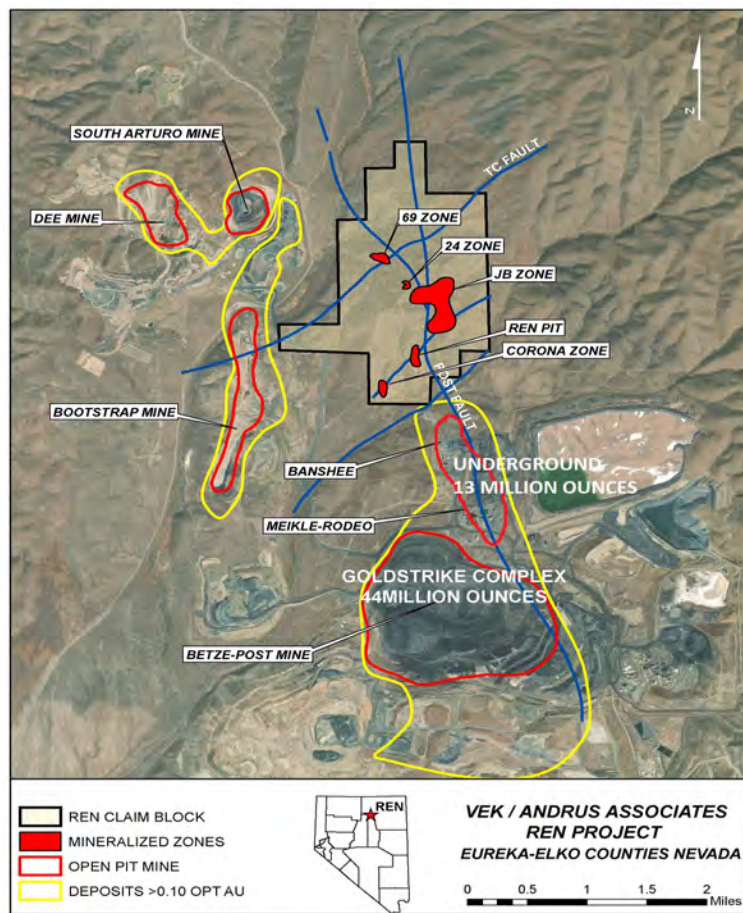 Z
SOUTH ARTURO MINE
TC FAULT
DEE MINE
69 ZONE
24 ZONE
JB ZONE
REN PIT
CORONA ZONE
POST FAULT
BOOTSTRAP MINE
BANSHEE
UNDERGROUND
13 MILLION OUNCES
MEIKLE-RODEO
GOLDSTRIKE COMPLEX
44MILLION OUNCES
BETZE-POST MINE
REN CLAIM BLOCK
MINERALIZED ZONES
OPEN PIT MINE
DEPOSITS >0.10 OPT AU
REN
VEK / ANDRUS ASSOCIATES
REN PROJECT
EUREKA-ELKO COUNTIES NEVADA
0 0.5 1 1.5 2
Miles